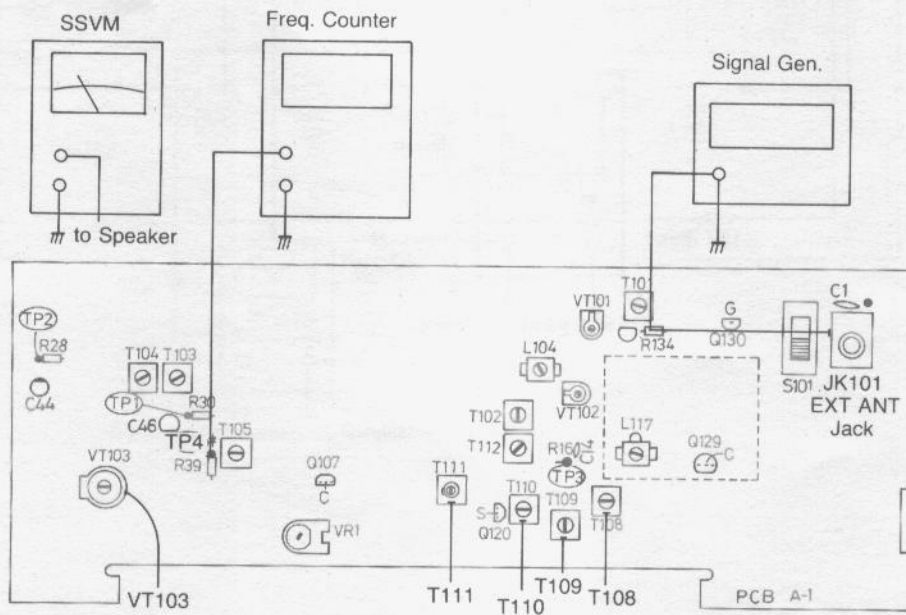 SSVM
Freq. Counter
Signal Gen.
to Speaker
TP2
R28
C44
T104
T103
TP1
R30
C46
TP4
R39
T105
VT103
Q107
C
VR1
T111
L104
VT101
T101
R134
G
Q130
S101
C1
JK101
EXT ANT
Jack
VT102
T102
T112
R160
C14
TP3
L117
Q129
C
S
Q120
T110
T109
T108
VT103
T111
T110
T109
T108
PCB A-1